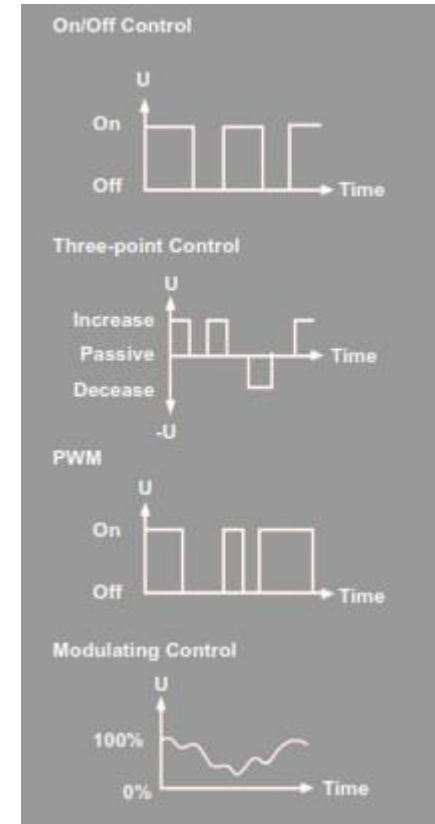 On/Off Control
U
On
Off
Time
Three-point Control
U
Increase
Passive
Time
Decease
-U
PWM
U
On
Off
Time
Modulating Control
U
100%
0%
Time